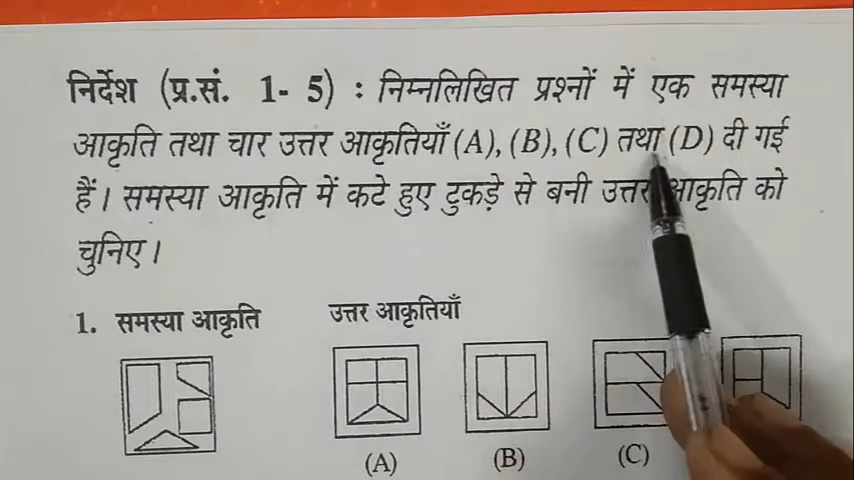 निर्देश (प्र.सं. 1- 5) : निम्नलिखित प्रश्नों में एक समस्या
आकृति तथा चार उत्तर आकृतियाँ (A), (B), (C) तथा (D) दी गई
हैं। समस्या आकृति में कटे हुए टुकड़े से बनी उत्तर आकृति को
चुनिए।
1. समस्या आकृति उत्तर आकृतियाँ
(A) (B) (C)